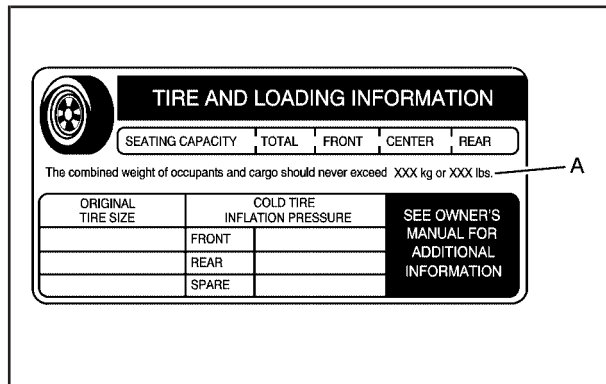 TIRE AND LOADING INFORMATION
SEATING CAPACITY TOTAL FRONT CENTER REAR
The combined weight of occupants and cargo should never exceed XXX kg or XXX lbs.
A
ORIGINAL
TIRE SIZE
COLD TIRE
INFLATION PRESSURE
FRONT
REAR
SPARE
SEE OWNER'S
MANUAL FOR
ADDITIONAL
INFORMATION